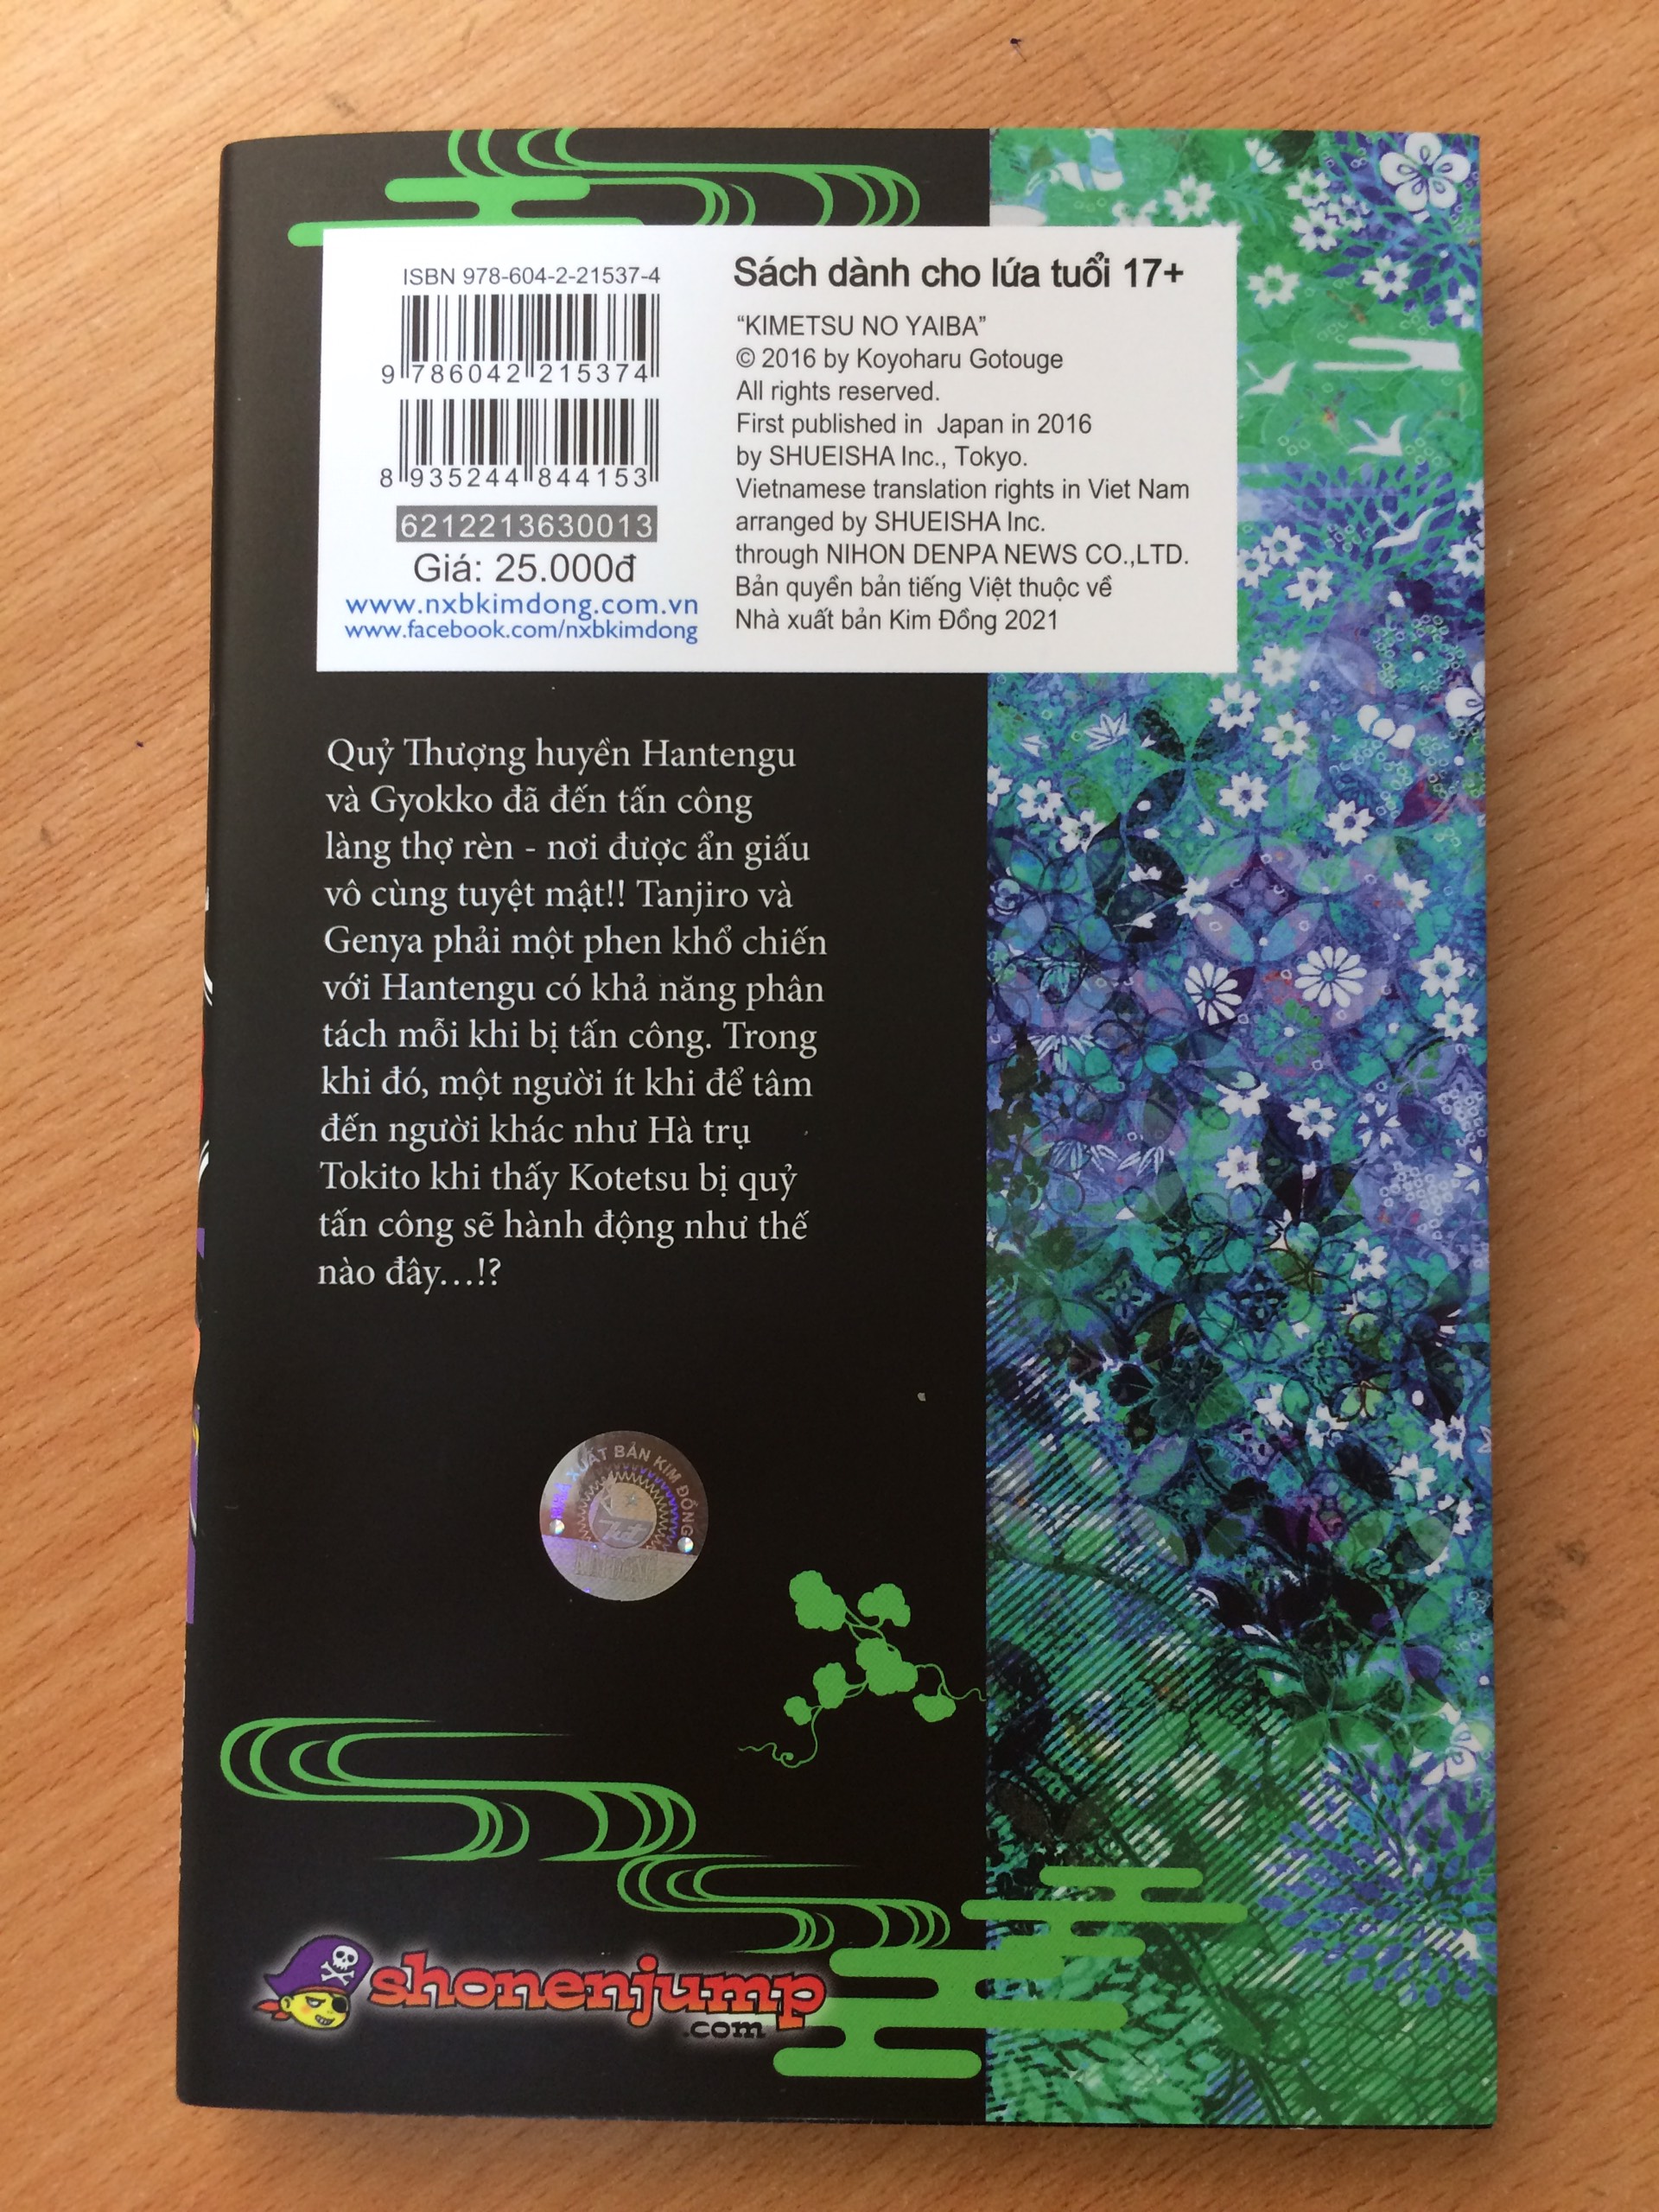 ISBN 978-604-2-21537-4
9 786042 215374
8 935244 844153
6212213630013
Giá: 25.000đ
www.nxbkimdong.com.vn
www.facebook.com/nxbkimdong
Sách dành cho lứa tuổi 17+
“KIMETSU NO YAIBA”
© 2016 by Koyoharu Gotouge
All rights reserved.
First published in Japan in 2016
by SHUEISHA Inc., Tokyo.
Vietnamese translation rights in Viet Nam
arranged by SHUEISHA Inc.
through NIHON DENPA NEWS CO.,LTD.
Bản quyền bản tiếng Việt thuộc về
Nhà xuất bản Kim Đồng 2021
Quỷ Thượng huyền Hantengu
và Gyokko đã đến tấn công
làng thợ rèn - nơi được ẩn giấu
vô cùng tuyệt mật!! Tanjiro và
Genya phải một phen khổ chiến
với Hantengu có khả năng phân
tách mỗi khi bị tấn công. Trong
khi đó, một người ít khi để tâm
đến người khác như Hà trụ
Tokito khi thấy Kotetsu bị quỷ
tấn công sẽ hành động như thế
nào đây...!?
XUẤT BẢN KIM ĐỒNG
shonenjump
.com